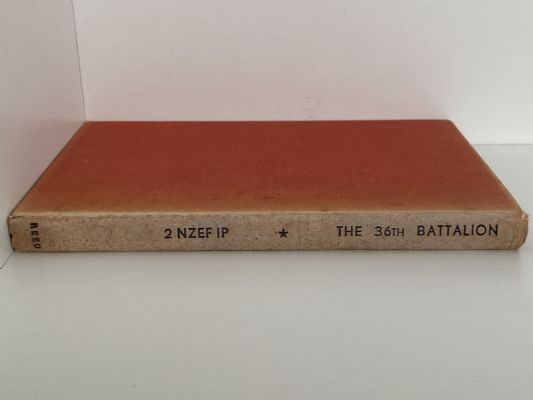 THE 36TH BATTALION ★ 2 NZEF IP
REED